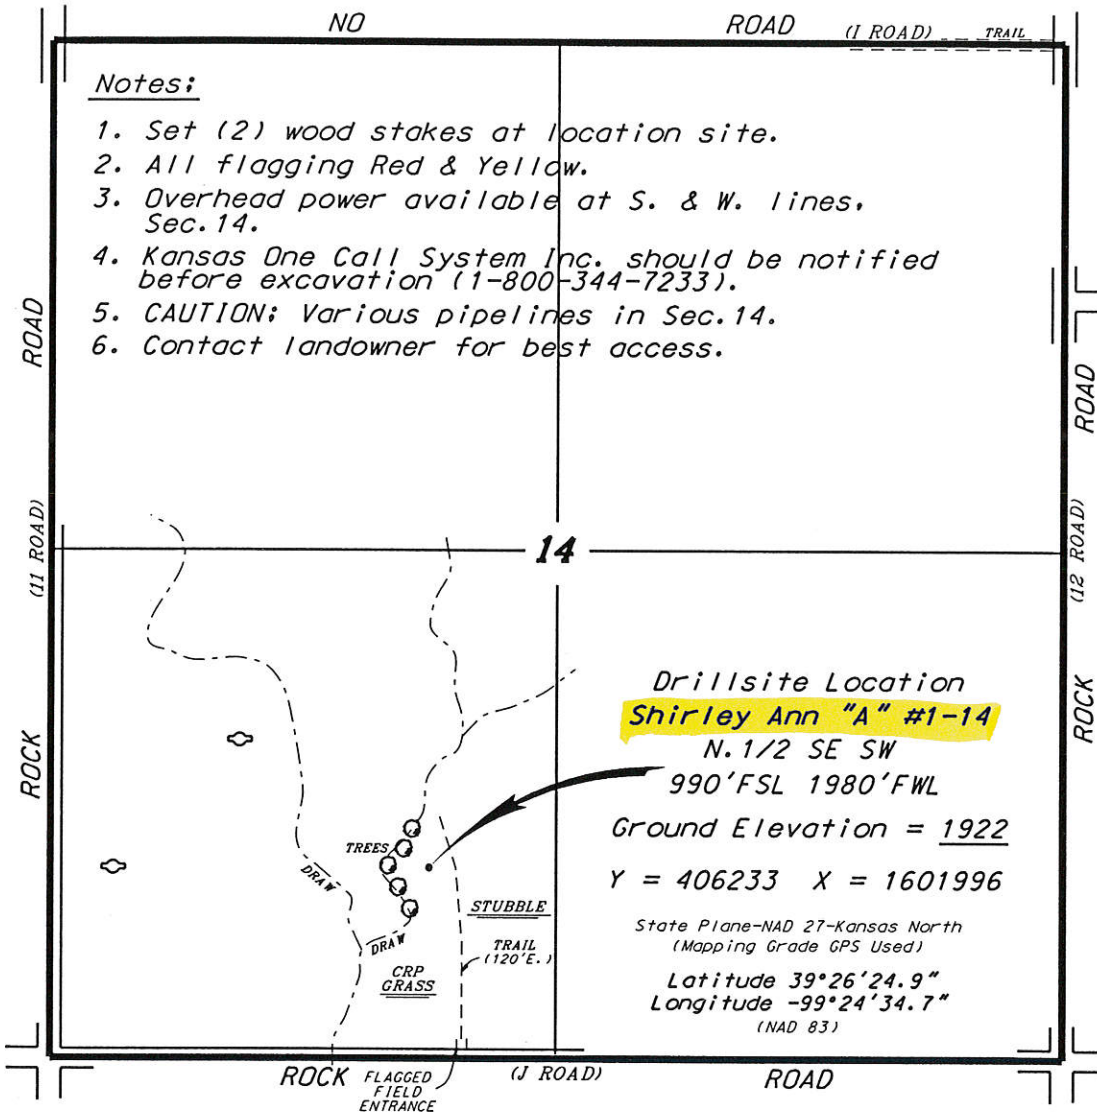 NO ROAD (I ROAD) TRAIL
Notes:
1. Set (2) wood stakes at location site.
2. All flagging Red & Yellow.
3. Overhead power available at S. & W. lines,
Sec.14.
4. Kansas One Call System Inc. should be notified
before excavation (1-800-344-7233).
5. CAUTION: Various pipelines in Sec.14.
6. Contact landowner for best access.
ROAD
(11 ROAD)
ROCK
ROAD
(12 ROAD)
ROCK
14
Drillsite Location
Shirley Ann "A" #1-14
N.1/2 SE SW
990'FSL 1980'FWL
Ground Elevation = 1922
Y = 406233 X = 1601996
State Plane-NAD 27-Kansas North
(Mapping Grade GPS Used)
Latitude 39°26'24.9"
Longitude -99°24'34.7"
(NAD 83)
TREES
DRAW
DRAW
STUBBLE
TRAIL
(120'E.)
CRP
GRASS
ROCK (J ROAD) ROAD
FLAGGED
FIELD
ENTRANCE